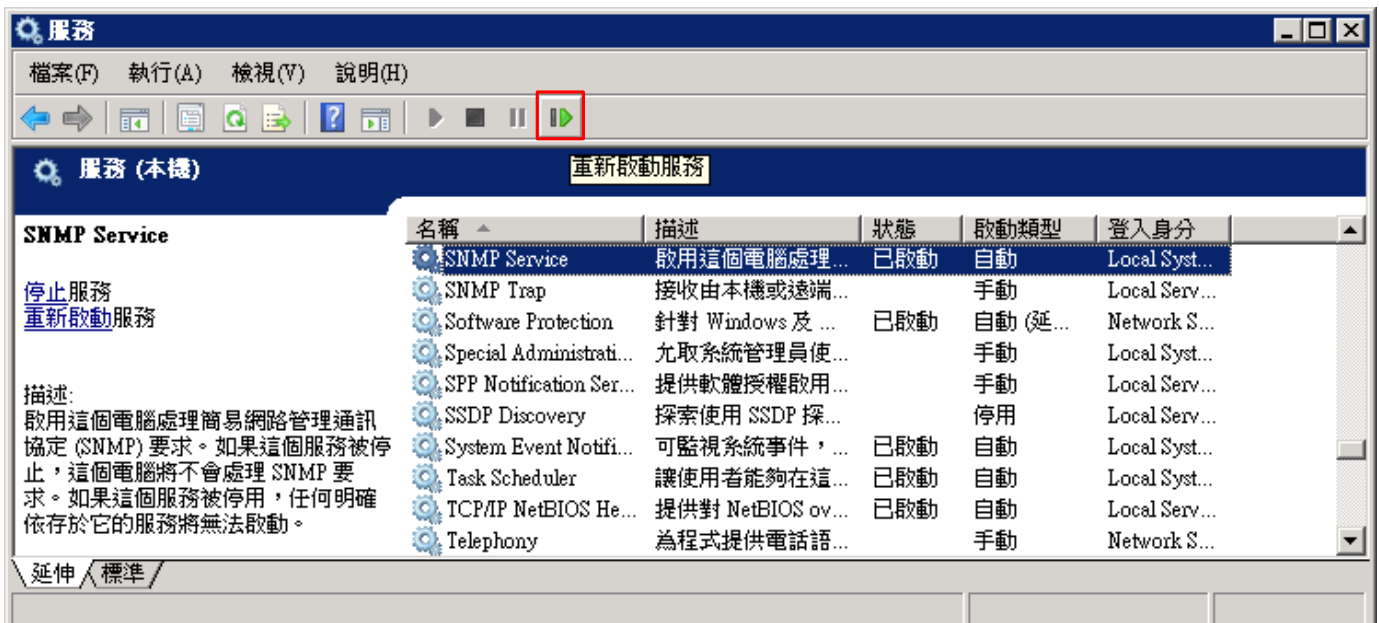 服務
檔案(F) 執行(A) 檢視(V) 說明(H)
服務 (本機)
重新啟動服務
SNMP Service
停止服務
重新啟動服務
描述:
啟用這個電腦處理簡易網路管理通訊
協定 (SNMP) 要求。如果這個服務被停
止，這個電腦將不會處理 SNMP 要
求。如果這個服務被停用，任何明確
依存於它的服務將無法啟動。
名稱 描述 狀態 啟動類型 登入身分
SNMP Service 啟用這個電腦處理... 已啟動 自動 Local Syst...
SNMP Trap 接收由本機或遠端... 手動 Local Serv...
Software Protection 針對 Windows 及 ... 已啟動 自動 (延... Network S...
Special Administrati... 允取系統管理員使... 手動 Local Syst...
SPP Notification Ser... 提供軟體授權啟用... 手動 Local Serv...
SSDP Discovery 探索使用 SSDP 探... 停用 Local Serv...
System Event Notifi... 可監視系統事件， 已啟動 自動 Local Syst...
Task Scheduler 讓使用者能夠在這... 已啟動 自動 Local Syst...
TCP/IP NetBIOS He... 提供對 NetBIOS ov... 已啟動 自動 Local Serv...
Telephony 為程式提供電話語... 手動 Network S...
延伸 標準